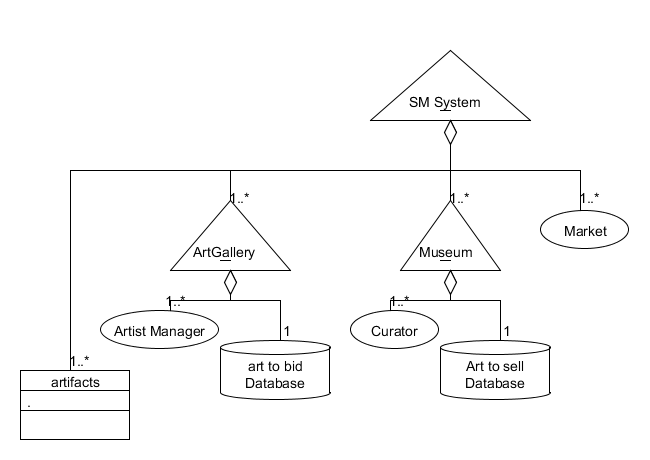 SM System
1..*
1..*
1..*
ArtGallery
Museum
Market
1..*
1..*
Artist Manager
1
Curator
1
art to bid
Database
Art to sell
Database
1..*
artifacts
.